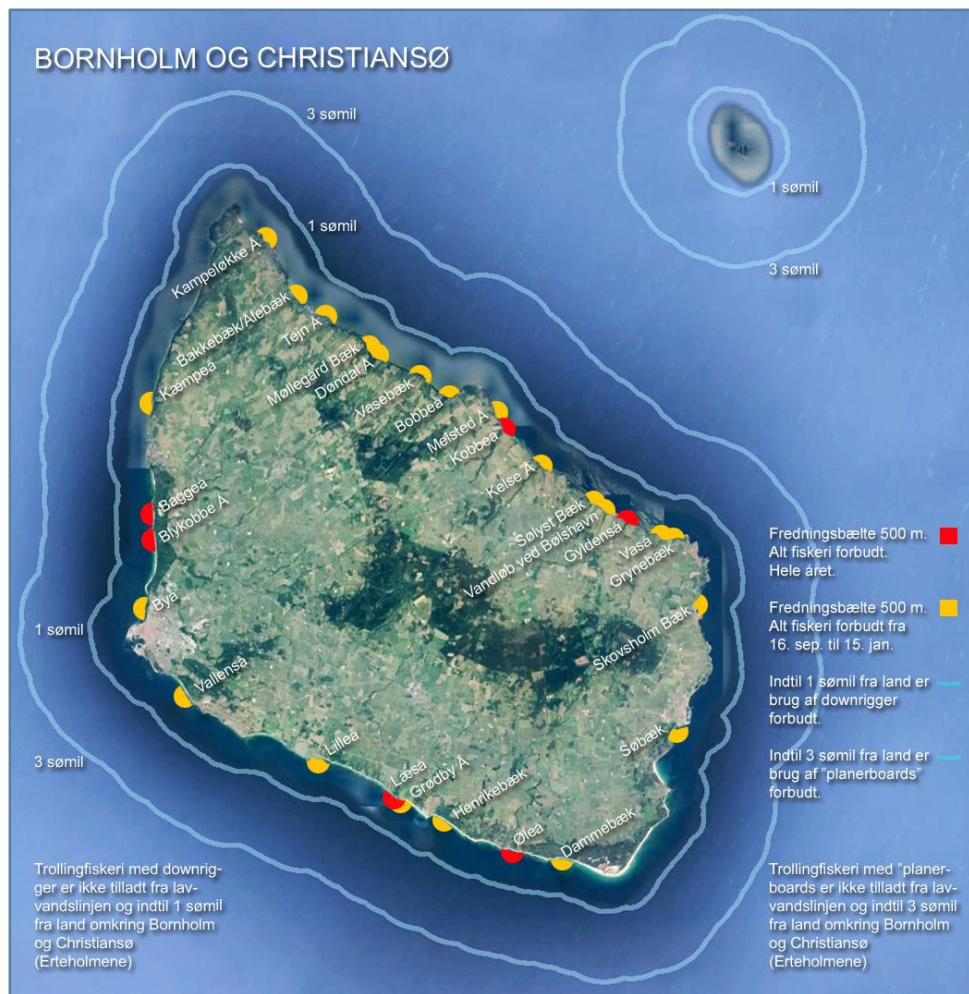 BORNHOLM OG CHRISTIANSØ
3 sømil
1 sømil
1 sømil
3 sømil
Kampeløkke Å
Bakkebæk/Ålebæk
Tejn Å
Møllegård Bæk
Døndal Å
Vasebæk
Bobbeå
Melsted Å
Kobbeå
Kelse Å
Sølyst Bæk
Vandløb ved Bølshavn
Gyldenså
Vaså
Grynebæk
Skovsholm Bæk
Søbæk
Dammebæk
Øleå
Henrikebæk
Grødby Å
Læså
Lilleå
Vallenså
Byå
Blykobbe Å
Baggeå
Kæmpeå
1 sømil
3 sømil
Fredningsbælte 500 m.
Alt fiskeri forbudt.
Hele året.
Fredningsbælte 500 m.
Alt fiskeri forbudt fra
16. sep. til 15. jan.
Indtil 1 sømil fra land er
brug af downrigger
forbudt.
Indtil 3 sømil fra land er
brug af "planerboards"
forbudt.
Trollingfiskeri med downrig-
ger er ikke tilladt fra lav-
vandslinjen og indtil 1 sømil
fra land omkring Bornholm
og Christiansø
(Erteholmene)
Trollingfiskeri med "planer-
boards er ikke tilladt fra lav-
vandslinjen og indtil 3 sømil
fra land omkring Bornholm
og Christiansø
(Erteholmene)